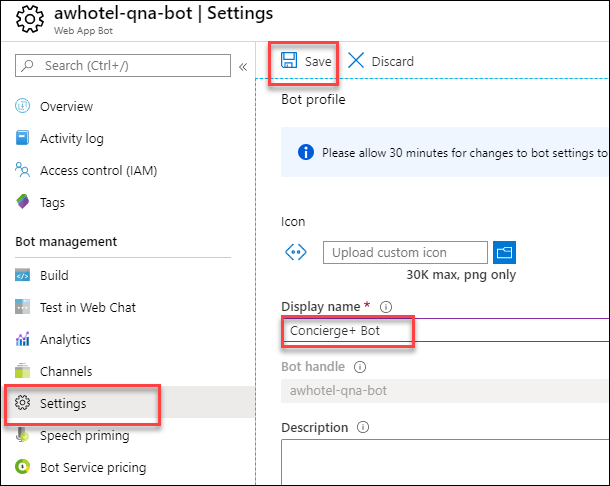 awhotel-qna-bot | Settings
Web App Bot
Search (Ctrl+/)
«
Overview
Activity log
Access control (IAM)
Tags
Bot management
Build
Test in Web Chat
Analytics
Channels
Settings
Speech priming
Bot Service pricing
Save
Discard
Bot profile
Please allow 30 minutes for changes to bot settings to
Icon
Upload custom icon
30K max, png only
Display name *
Concierge+ Bot
Bot handle
awhotel-qna-bot
Description